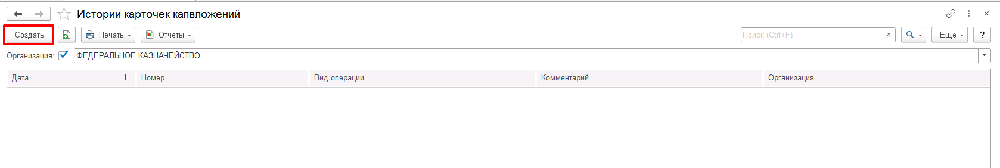 Истории карточек капвложений
Создать Печать Отчеты Поиск (Ctrl+F) × Еще ?
Организация: ФЕДЕРАЛЬНОЕ КАЗНАЧЕЙСТВО
Дата ↓ Номер Вид операции Комментарий Организация